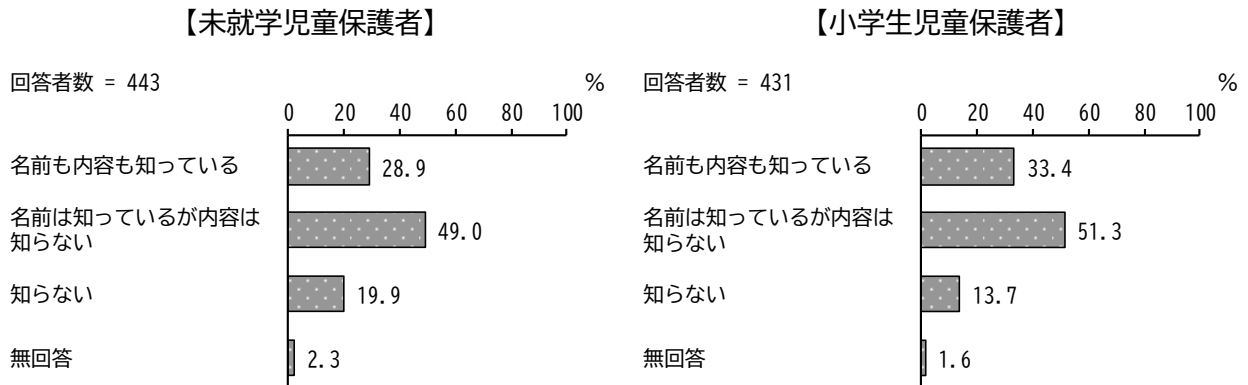 【未就学児童保護者】
回答者数 = 443
%
0 20 40 60 80 100
名前も内容も知っている 28.9
名前は知っているが内容は
知らない 49.0
知らない 19.9
無回答 2.3
【小学生児童保護者】
回答者数 = 431
%
0 20 40 60 80 100
名前も内容も知っている 33.4
名前は知っているが内容は
知らない 51.3
知らない 13.7
無回答 1.6